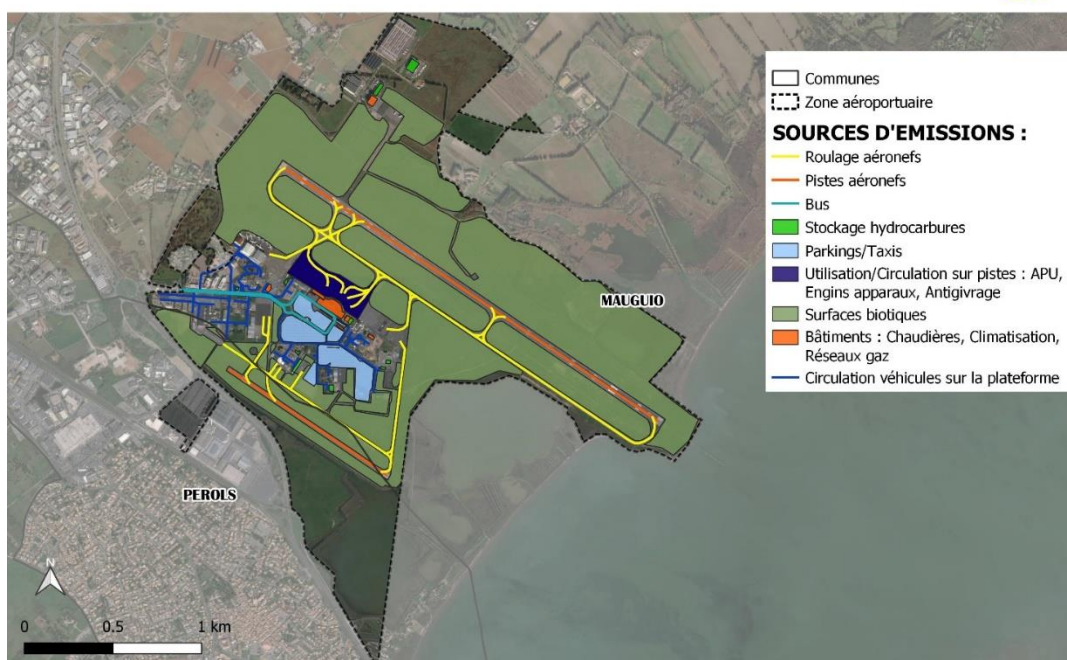 Communes
Zone aéroportuaire
SOURCES D'EMISSIONS :
Roulage aéronefs
Pistes aéronefs
Bus
Stockage hydrocarbures
Parkings/Taxis
Utilisation/Circulation sur pistes : APU,
Engins apparaux, Antigivrage
Surfaces biotiques
Bâtiments : Chaudières, Climatisation,
Réseaux gaz
Circulation véhicules sur la plateforme
MAUGUIO
PEROLS
N
0 0.5 1 km